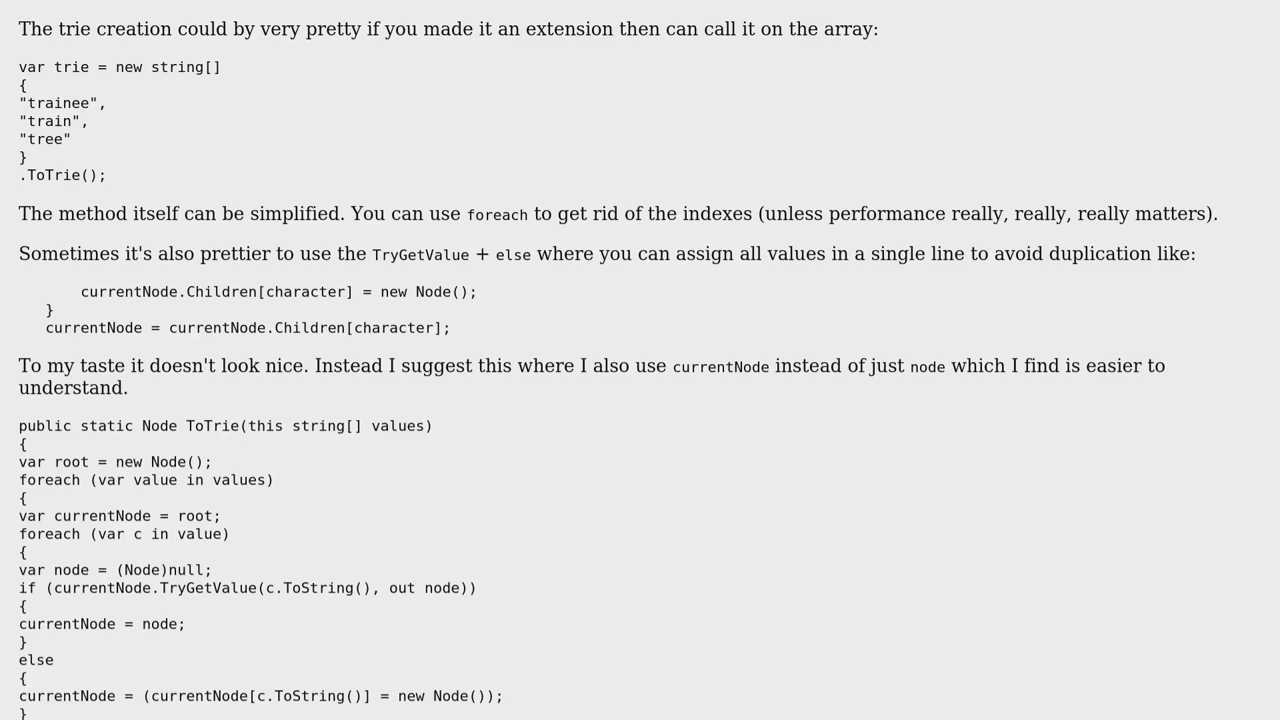 The trie creation could by very pretty if you made it an extension then can call it on the array:
var trie = new string[]
{
"trainee",
"train",
"tree"
}
.ToTrie();
The method itself can be simplified. You can use foreach to get rid of the indexes (unless performance really, really, really matters).
Sometimes it's also prettier to use the TryGetValue + else where you can assign all values in a single line to avoid duplication like:
currentNode.Children[character] = new Node();
}
currentNode = currentNode.Children[character];
To my taste it doesn't look nice. Instead I suggest this where I also use currentNode instead of just node which I find is easier to
understand.
public static Node ToTrie(this string[] values)
{
var root = new Node();
foreach (var value in values)
{
var currentNode = root;
foreach (var c in value)
{
var node = (Node)null;
if (currentNode.TryGetValue(c.ToString(), out node))
{
currentNode = node;
}
else
{
currentNode = (currentNode[c.ToString()] = new Node());
}